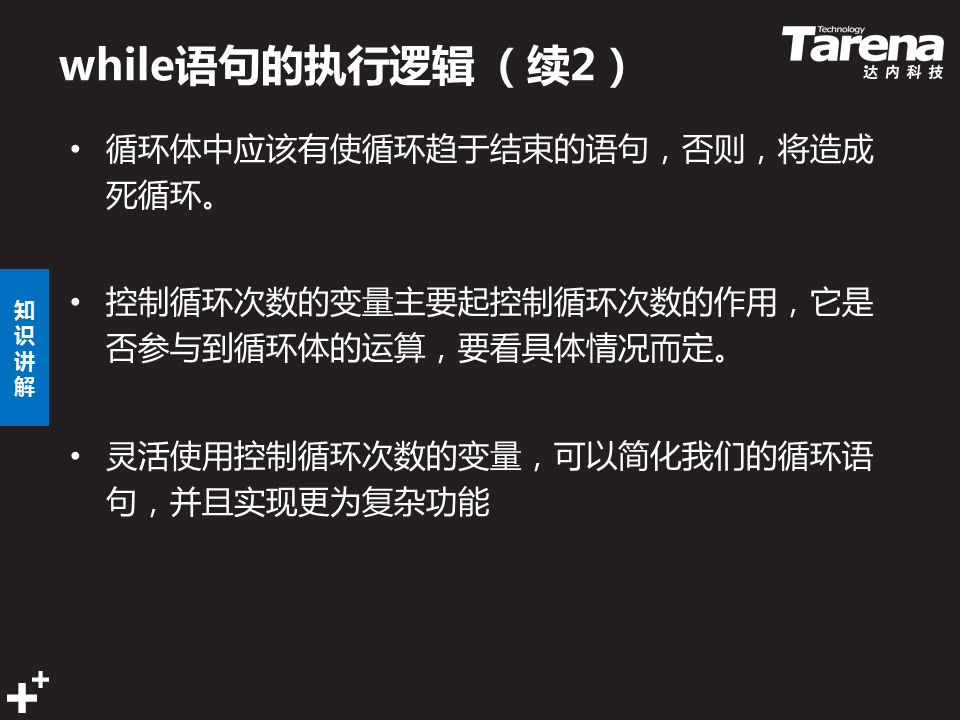 while语句的执行逻辑（续2）
Technology
Tarena
达内科技
• 循环体中应该有使循环趋于结束的语句，否则，将造成
死循环。
知识讲解
• 控制循环次数的变量主要起控制循环次数的作用，它是
否参与到循环体的运算，要看具体情况而定。
• 灵活使用控制循环次数的变量，可以简化我们的循环语
句，并且实现更为复杂功能